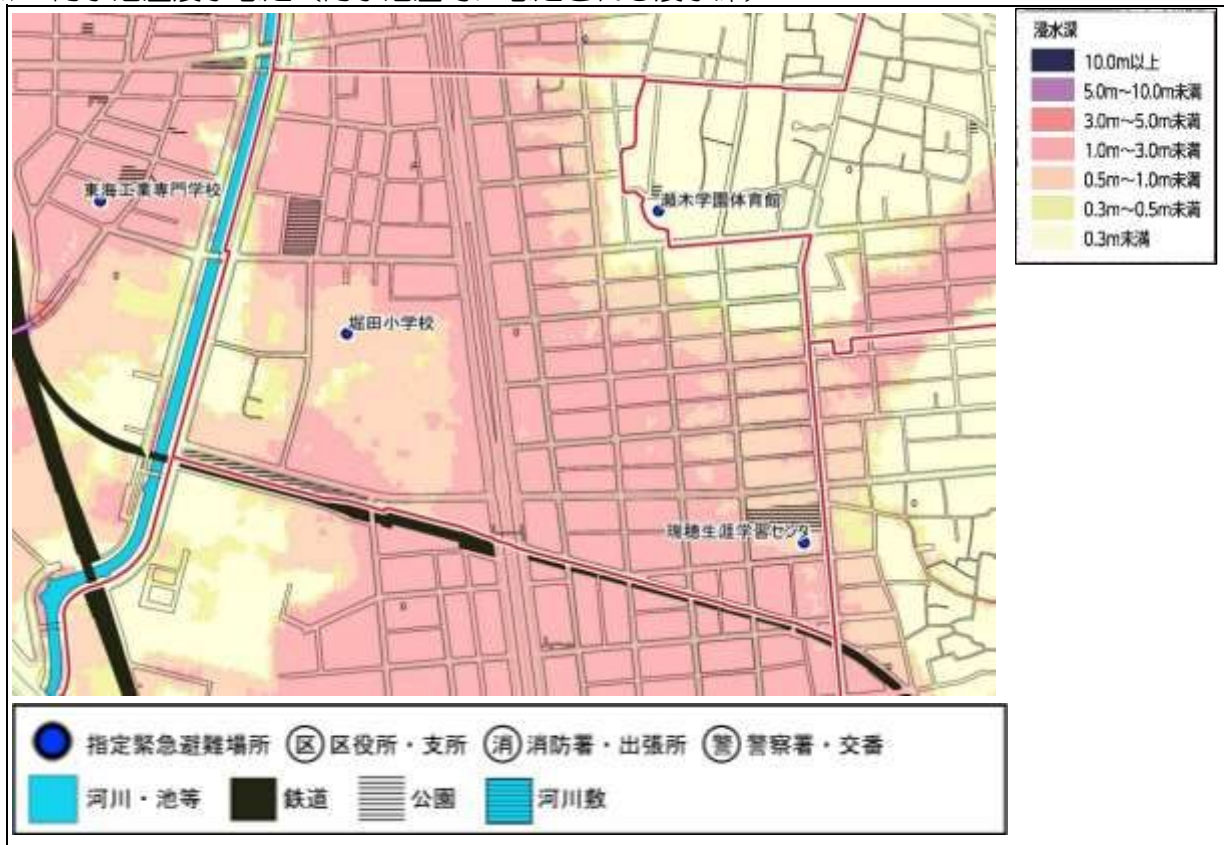 浸水深
10.0m以上
5.0m～10.0m未満
3.0m～5.0m未満
1.0m～3.0m未満
0.5m～1.0m未満
0.3m～0.5m未満
0.3m未満
東海工業専門学校
瀬木学園体育館
堀田小学校
瑞穂生涯学習センター
指定緊急避難場所 区 区役所・支所 消 消防署・出張所 警 警察署・交番
河川・池等 鉄道 公園 河川敷